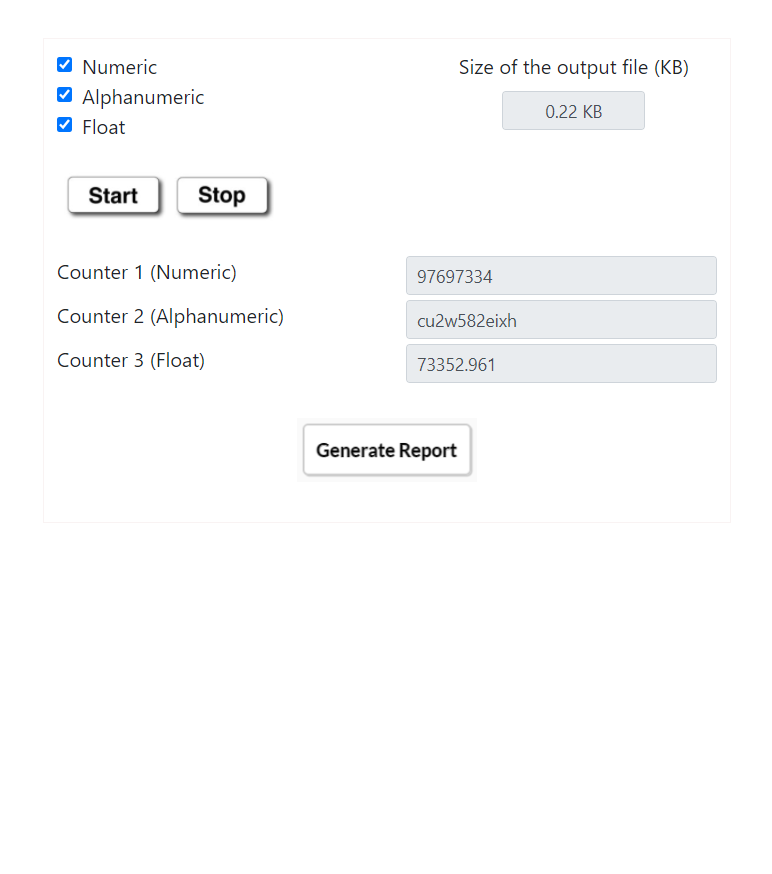 Numeric
Alphanumeric
Float
Size of the output file (KB)
0.22 KB
Start Stop
Counter 1 (Numeric) 97697334
Counter 2 (Alphanumeric) cu2w582eixh
Counter 3 (Float) 73352.961
Generate Report